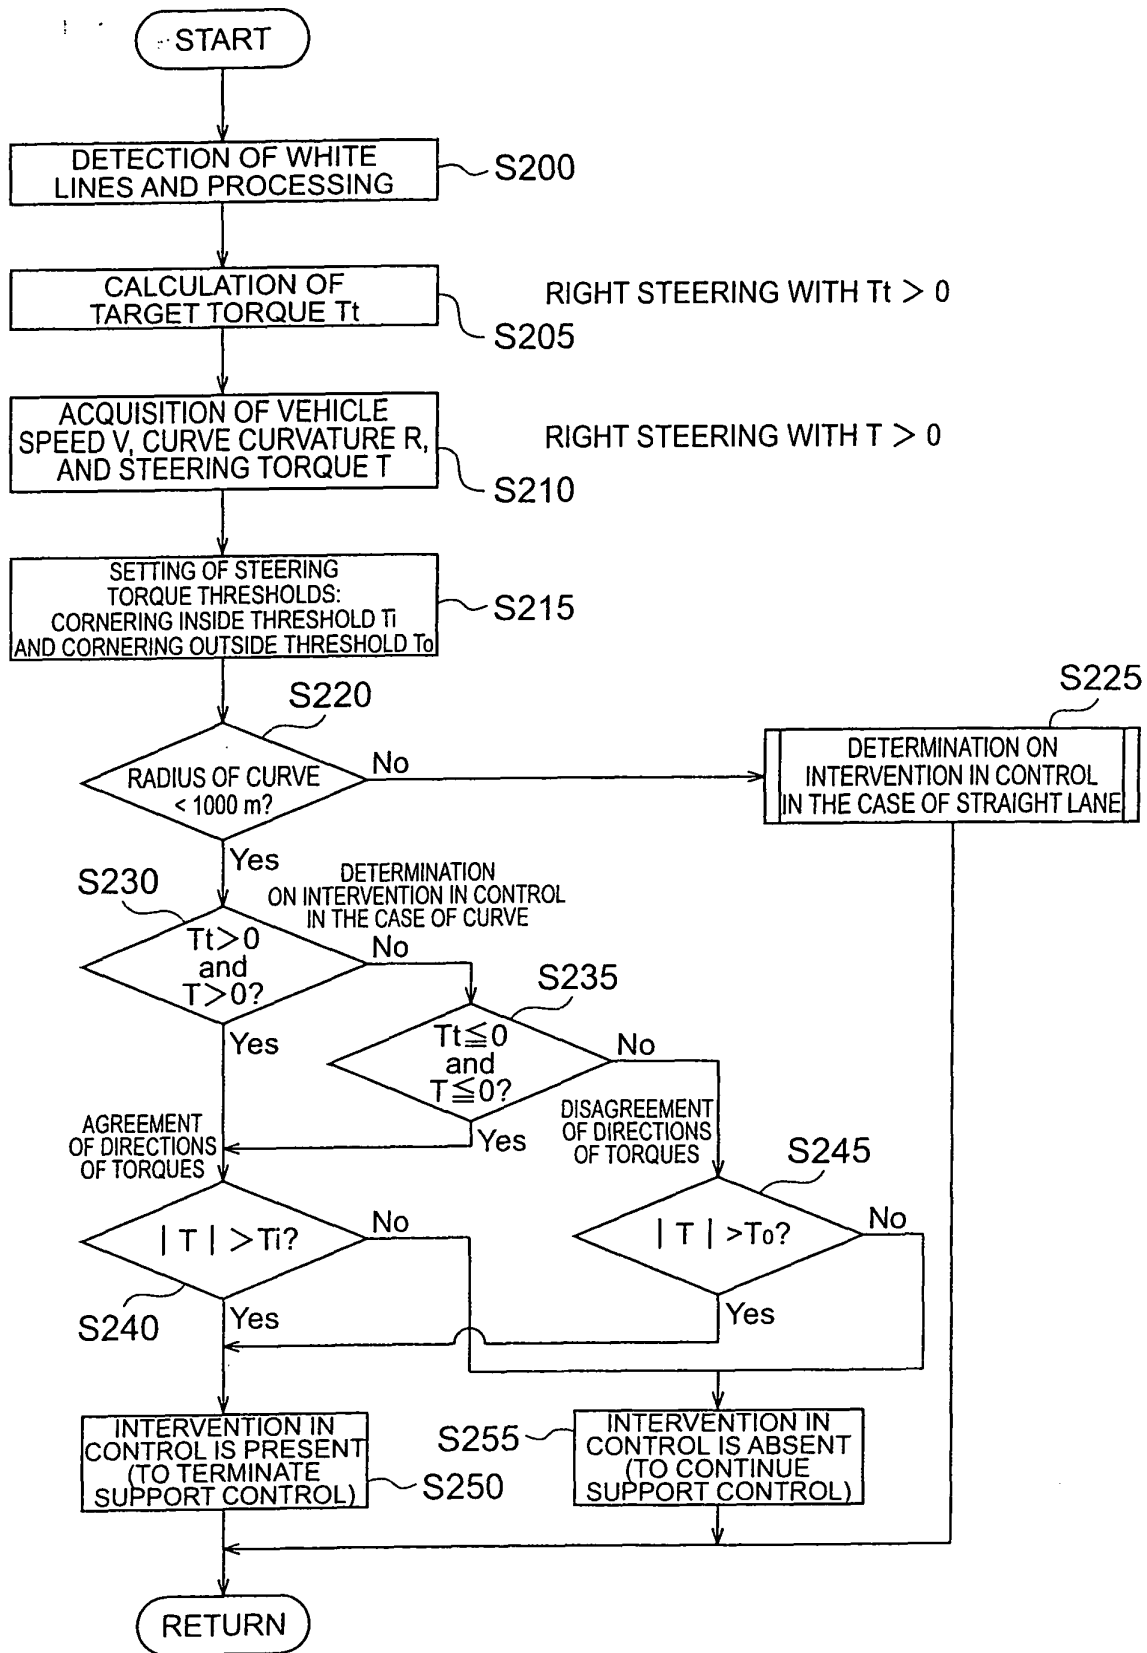 START
DETECTION OF WHITE
LINES AND PROCESSING
S200
CALCULATION OF
TARGET TORQUE Tt
S205
RIGHT STEERING WITH Tt > 0
ACQUISITION OF VEHICLE
SPEED V, CURVE CURVATURE R,
AND STEERING TORQUE T
S210
RIGHT STEERING WITH T > 0
SETTING OF STEERING
TORQUE THRESHOLDS:
CORNERING INSIDE THRESHOLD Ti
AND CORNERING OUTSIDE THRESHOLD To
S215
S220
RADIUS OF CURVE
< 1000 m?
No
Yes
S225
DETERMINATION ON
INTERVENTION IN CONTROL
IN THE CASE OF STRAIGHT LANE
DETERMINATION
ON INTERVENTION IN CONTROL
IN THE CASE OF CURVE
S230
Tt>0
and
T>0?
No
Yes
S235
Tt≦0
and
T≦0?
No
Yes
AGREEMENT
OF DIRECTIONS
OF TORQUES
DISAGREEMENT
OF DIRECTIONS
OF TORQUES
| T | >Ti?
No
Yes
S240
S245
| T | >To?
No
Yes
INTERVENTION IN
CONTROL IS PRESENT
(TO TERMINATE
SUPPORT CONTROL)
S250
S255
INTERVENTION IN
CONTROL IS ABSENT
(TO CONTINUE
SUPPORT CONTROL)
RETURN